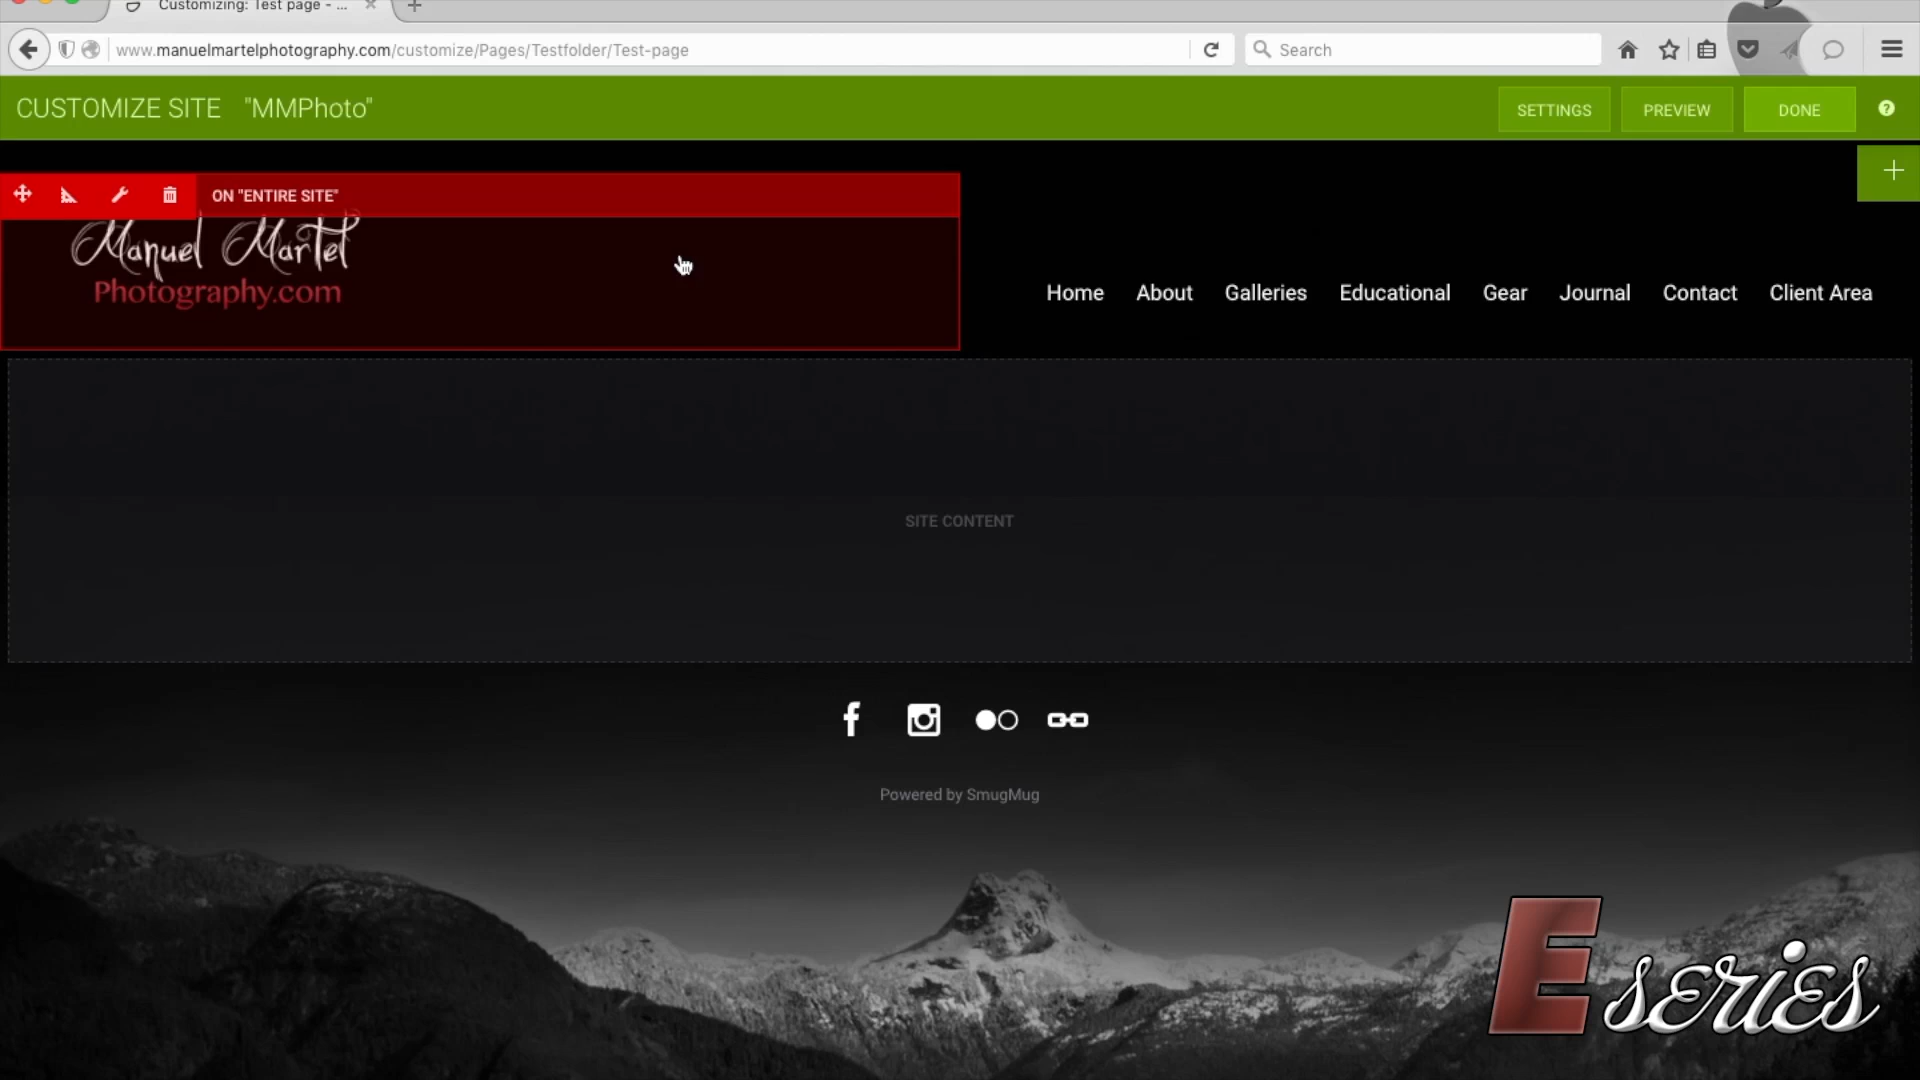 Customizing: Test page - ...
www.manuelmartelphotography.com/customize/Pages/Testfolder/Test-page
Search
CUSTOMIZE SITE "MMPhoto"
SETTINGS
PREVIEW
DONE
?
ON "ENTIRE SITE"
Manuel Martel
Photography.com
Home About Galleries Educational Gear Journal Contact Client Area
SITE CONTENT
Powered by SmugMug
E series